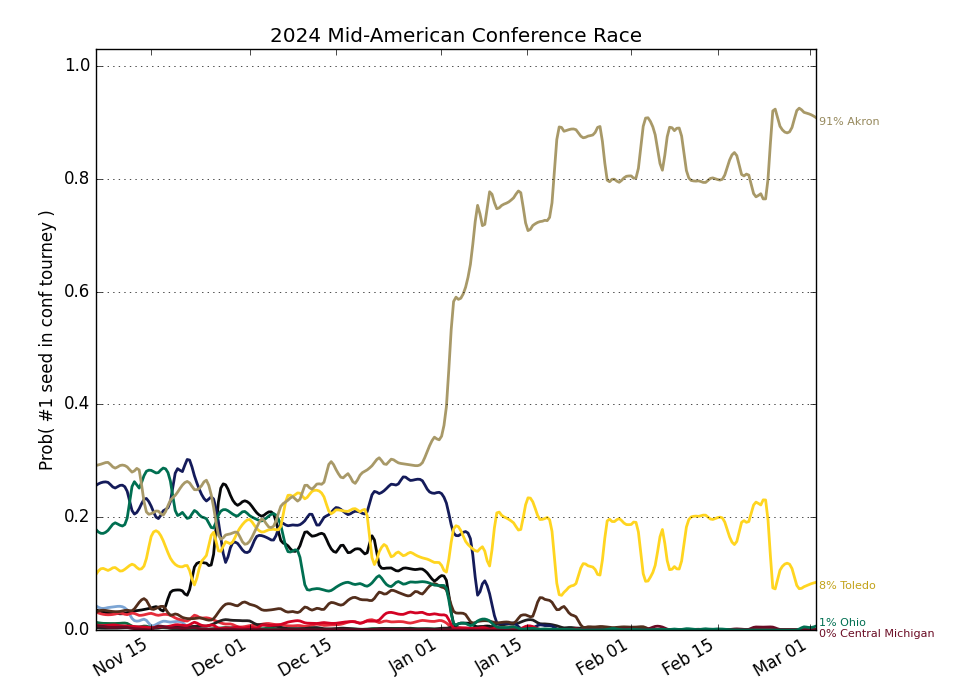 2024 Mid-American Conference Race
Prob( #1 seed in conf tourney )
1.0
0.8
0.6
0.4
0.2
0.0
91% Akron
8% Toledo
1% Ohio
0% Central Michigan
Nov 15
Dec 01
Dec 15
Jan 01
Jan 15
Feb 01
Feb 15
Mar 01